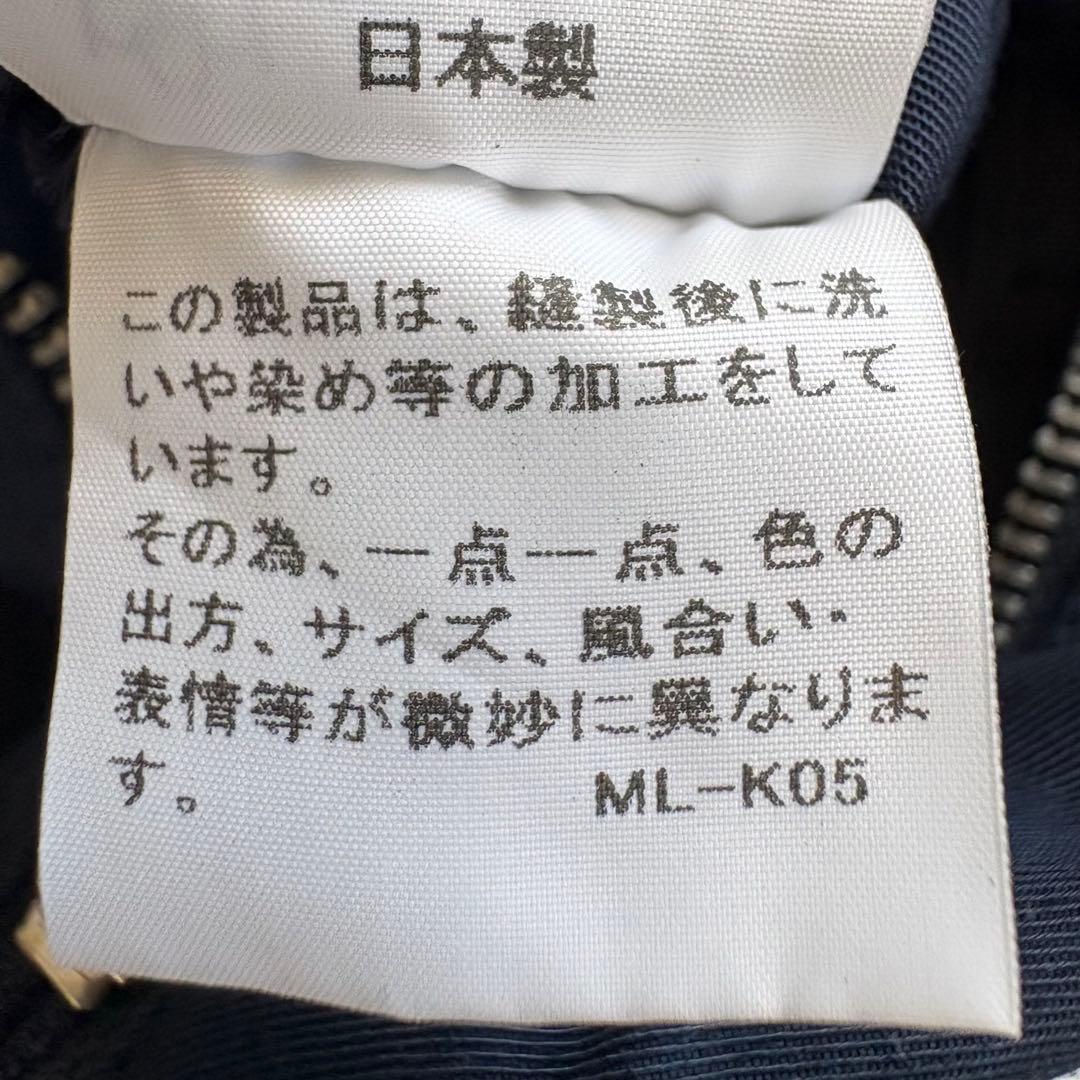 日本製
この製品は、縫製後に洗
いや染め等の加工をして
います。
その為、一点一点、色の
出方、サイズ、風合い・
表情等が微妙に異なりま
す。 ML-K05